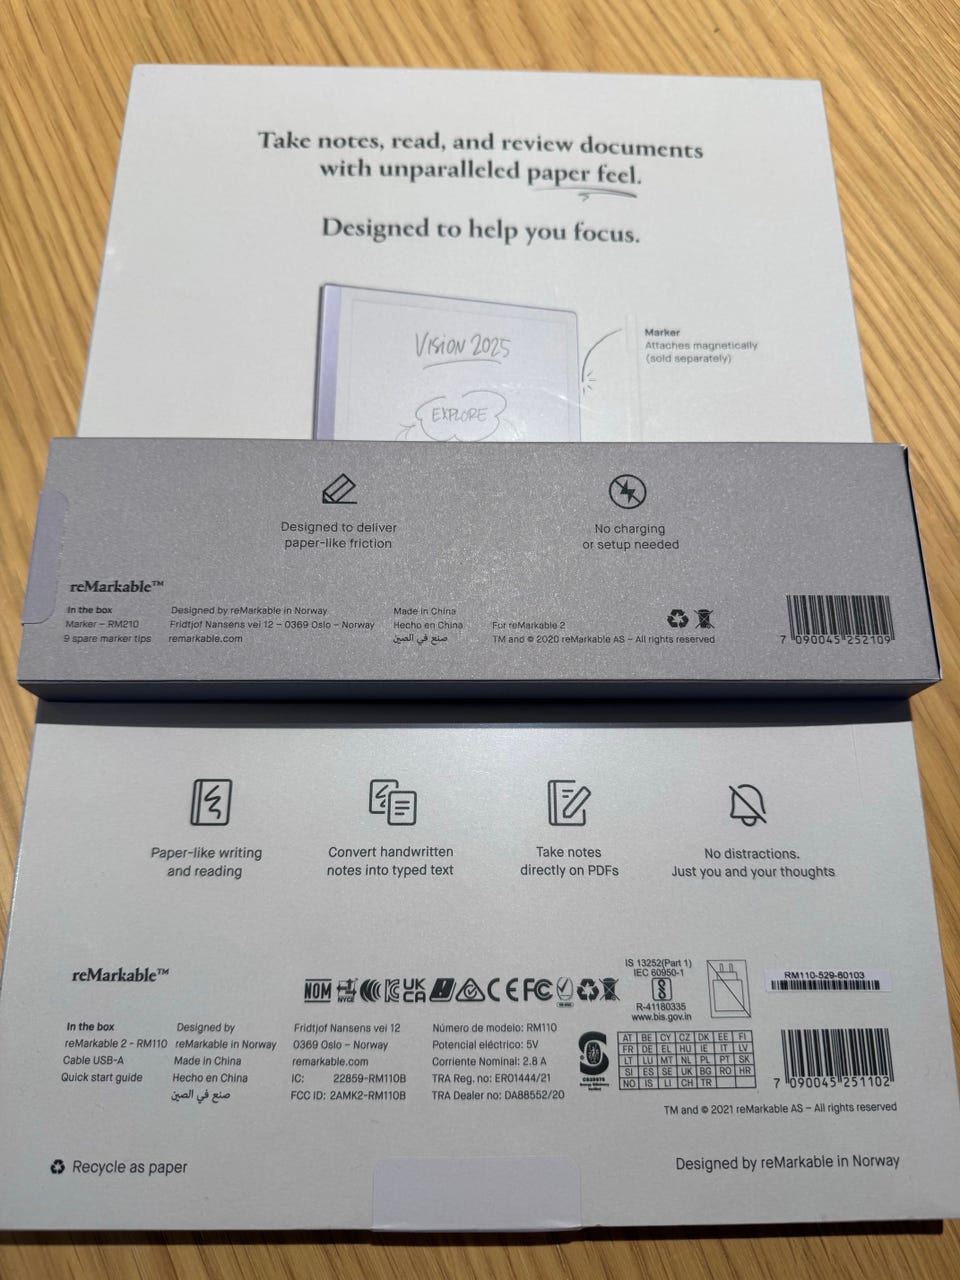 Take notes, read, and review documents
with unparalleled paper feel.
Designed to help you focus.
VISION 2025
EXPLORE
Marker
Attaches magnetically
(sold separately)
Designed to deliver
paper-like friction
No charging
or setup needed
reMarkable™
In the box
Marker – RM210
9 spare marker tips
Designed by reMarkable in Norway
Fridtjof Nansens vei 12 – 0369 Oslo – Norway
remarkable.com
Made in China
Hecho en China
صنع في الصين
For reMarkable 2
TM and © 2020 reMarkable AS – All rights reserved
7 090045 252109
Paper-like writing
and reading
Convert handwritten
notes into typed text
Take notes
directly on PDFs
No distractions.
Just you and your thoughts
reMarkable™
NOM
NYCE
UK
CA
CE
FC
IS 13252(Part 1)
IEC 60950-1
R-41180335
www.bis.gov.in
RM110-529-60103
In the box
reMarkable 2 - RM110
Cable USB-A
Quick start guide
Designed by
reMarkable in Norway
Made in China
Hecho en China
صنع في الصين
Fridtjof Nansens vei 12
0369 Oslo – Norway
remarkable.com
IC: 22859-RM110B
FCC ID: 2AMK2-RM110B
Número de modelo: RM110
Potencial eléctrico: 5V
Corriente Nominal: 2.8 A
TRA Reg. no: ER01444/21
TRA Dealer no: DA88552/20
AT BE CY CZ DK EE FI
FR DE EL HU IE IT LV
LT LU MT NL PL PT SK
SI ES SE UK BG RO HR
NO IS LI CH TR
7 090045 251102
TM and © 2021 reMarkable AS – All rights reserved
Recycle as paper
Designed by reMarkable in Norway